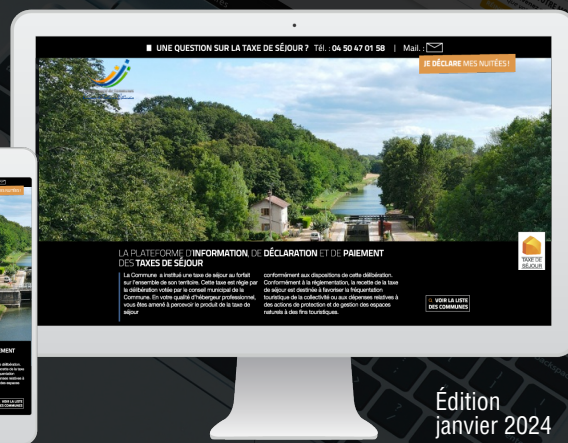 UNE QUESTION SUR LA TAXE DE SÉJOUR ? Tél. : 04 50 47 01 58 | Mail. :
JE DÉCLARE MES NUITÉES !
LA PLATEFORME D'INFORMATION, DE DÉCLARATION ET DE PAIEMENT
DES TAXES DE SÉJOUR
La Commune a institué une taxe de séjour au forfait
sur l'ensemble de son territoire. Cette taxe est régie par
la délibération votée par le conseil municipal de la
Commune. En votre qualité d'hébergeur professionnel,
vous êtes amené à percevoir le produit de la taxe de
séjour
conformément aux dispositions de cette délibération.
Conformément à la règlementation, la recette de la taxe
de séjour est destinée à favoriser la fréquentation
touristique de la collectivité ou aux dépenses relatives à
des actions de protection et de gestion des espaces
naturels à des fins touristiques.
VOIR LA LISTE
DES COMMUNES
TAXE DE
SÉJOUR
Édition
janvier 2024